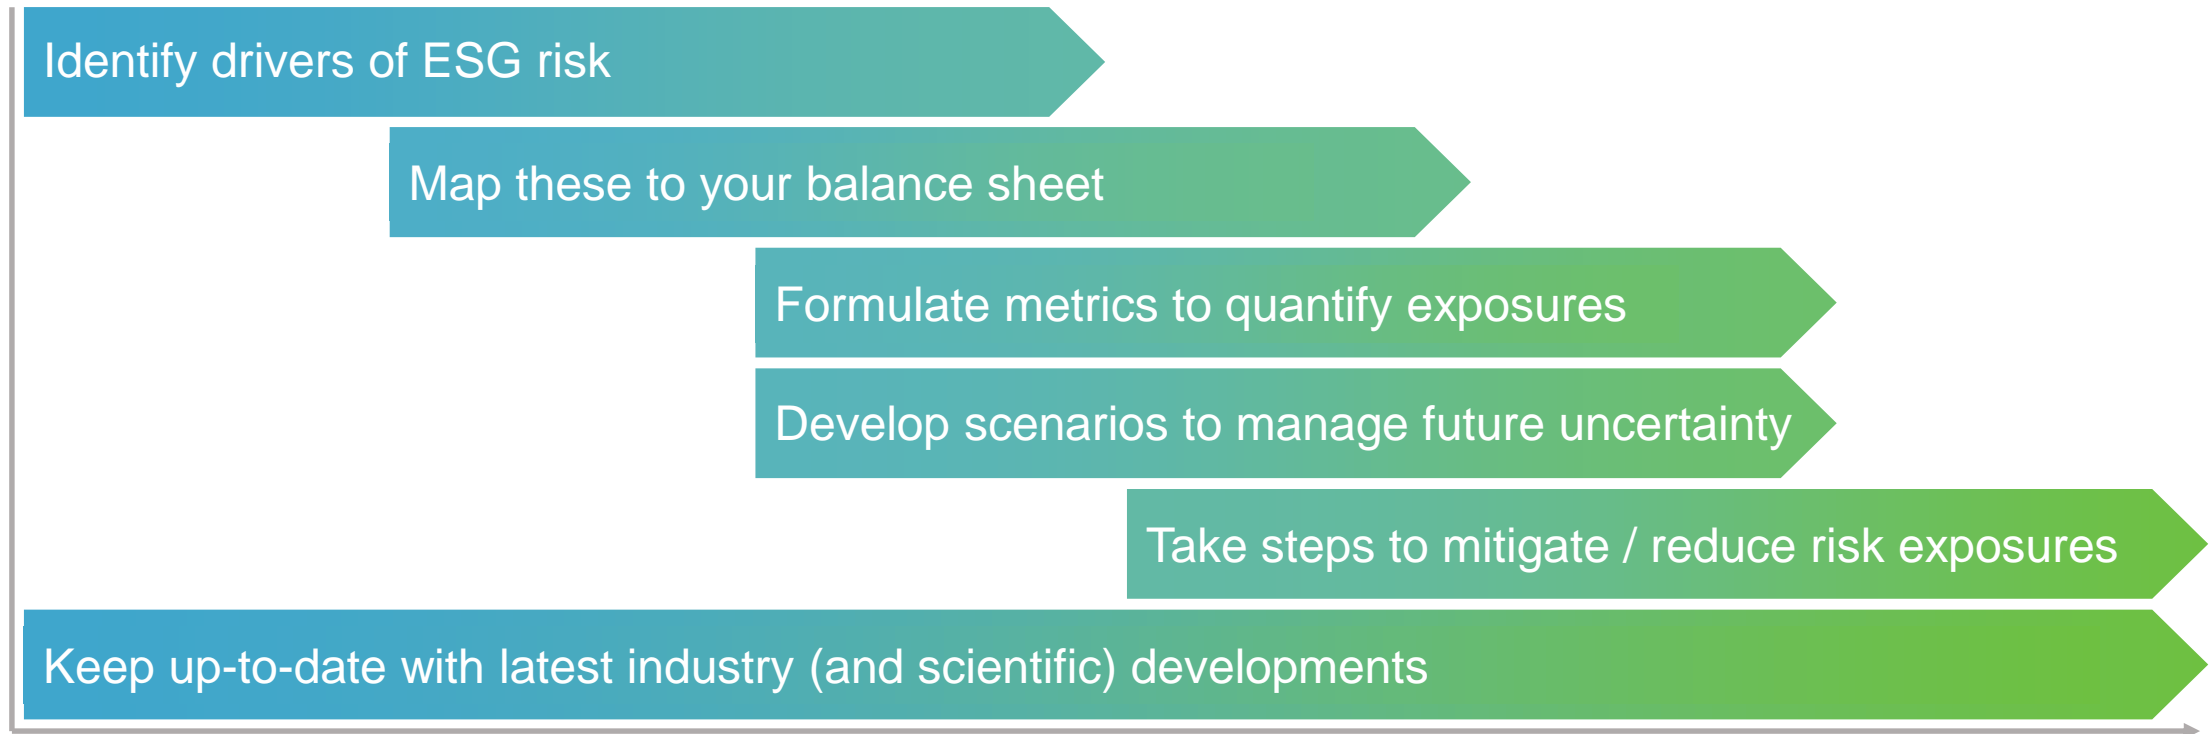 Identify drivers of ESG risk
Map these to your balance sheet
Formulate metrics to quantify exposures
Develop scenarios to manage future uncertainty
Take steps to mitigate / reduce risk exposures
Keep up-to-date with latest industry (and scientific) developments